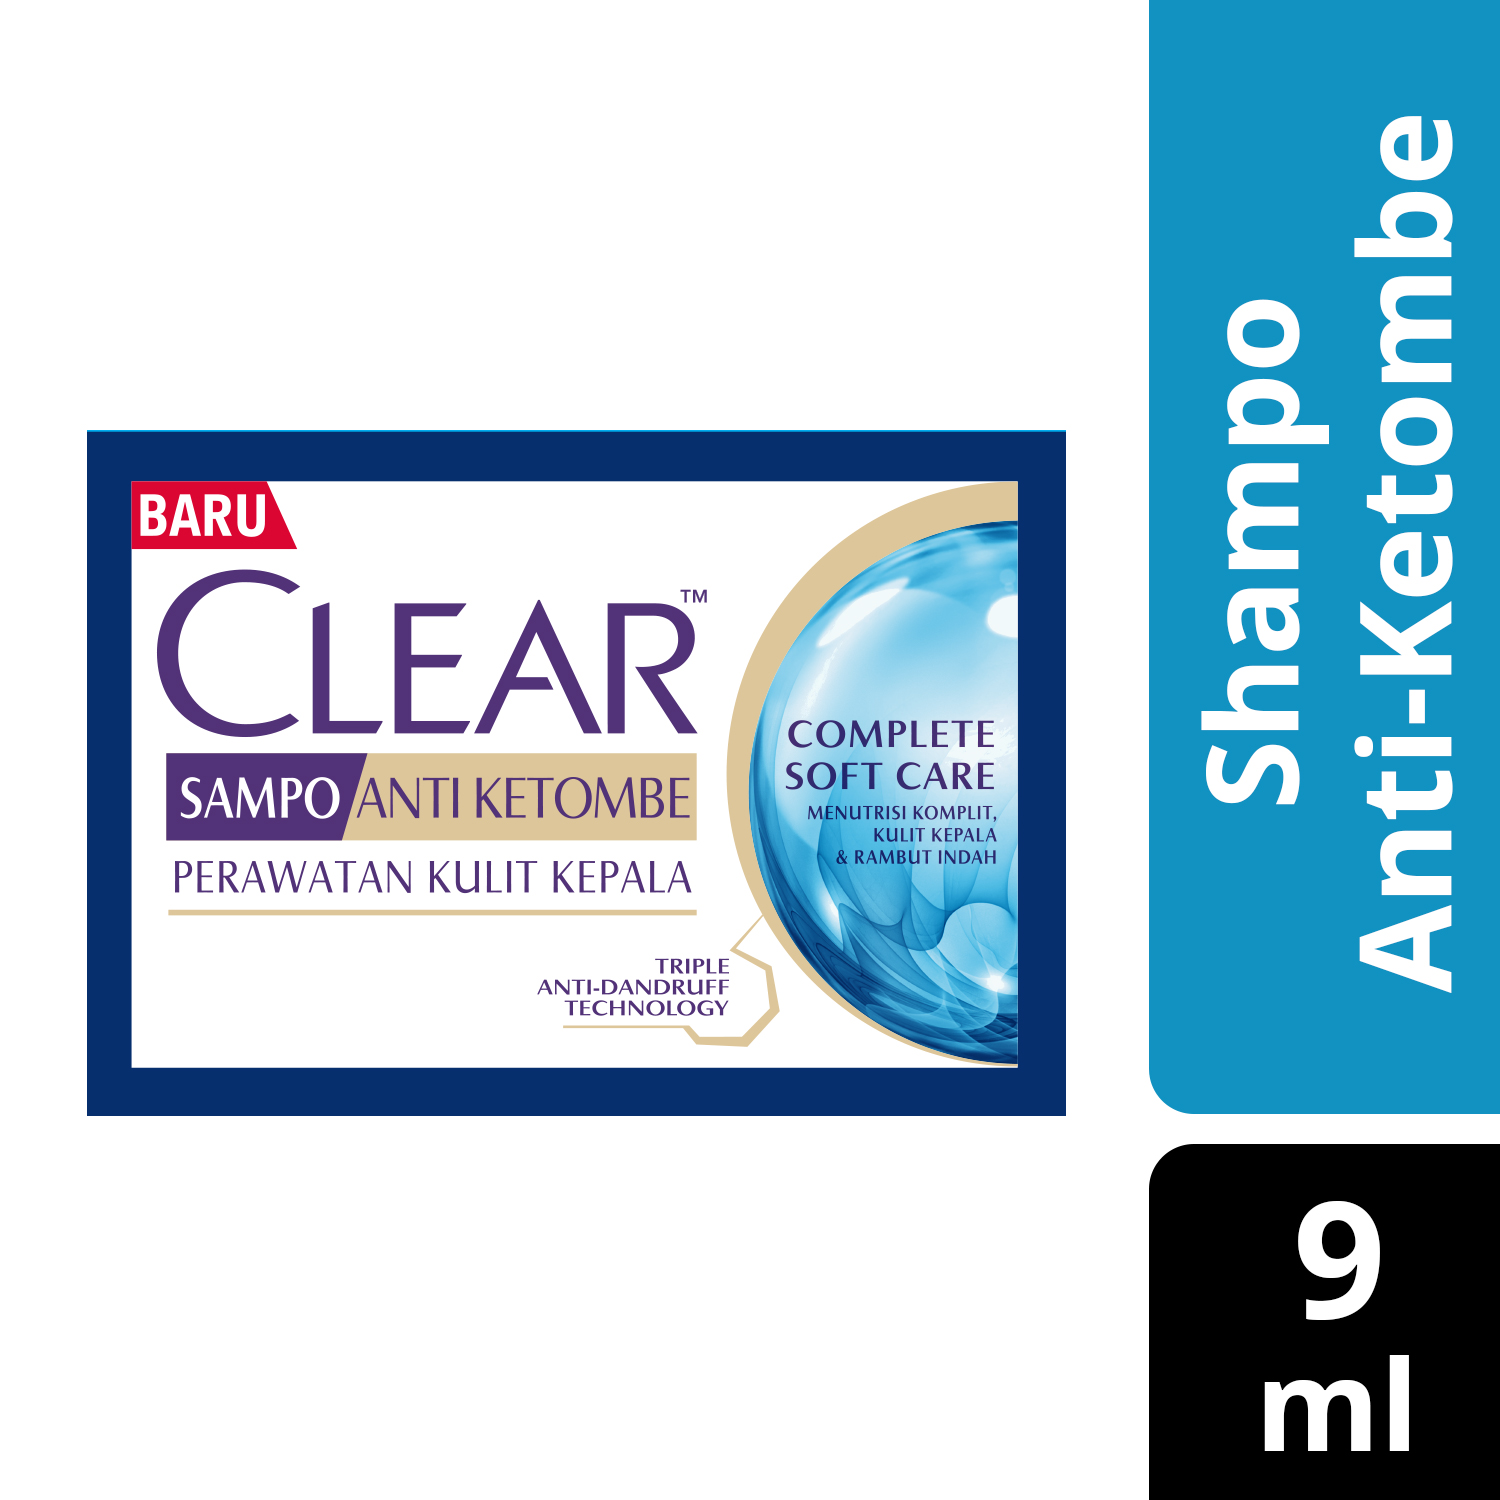 BARU
CLEAR™
SAMPO ANTI KETOMBE
PERAWATAN KULIT KEPALA
TRIPLE
ANTI-DANDRUFF
TECHNOLOGY
COMPLETE
SOFT CARE
MENUTRISI KOMPLIT,
KULIT KEPALA
& RAMBUT INDAH
Shampo
Anti-Ketombe
9
ml